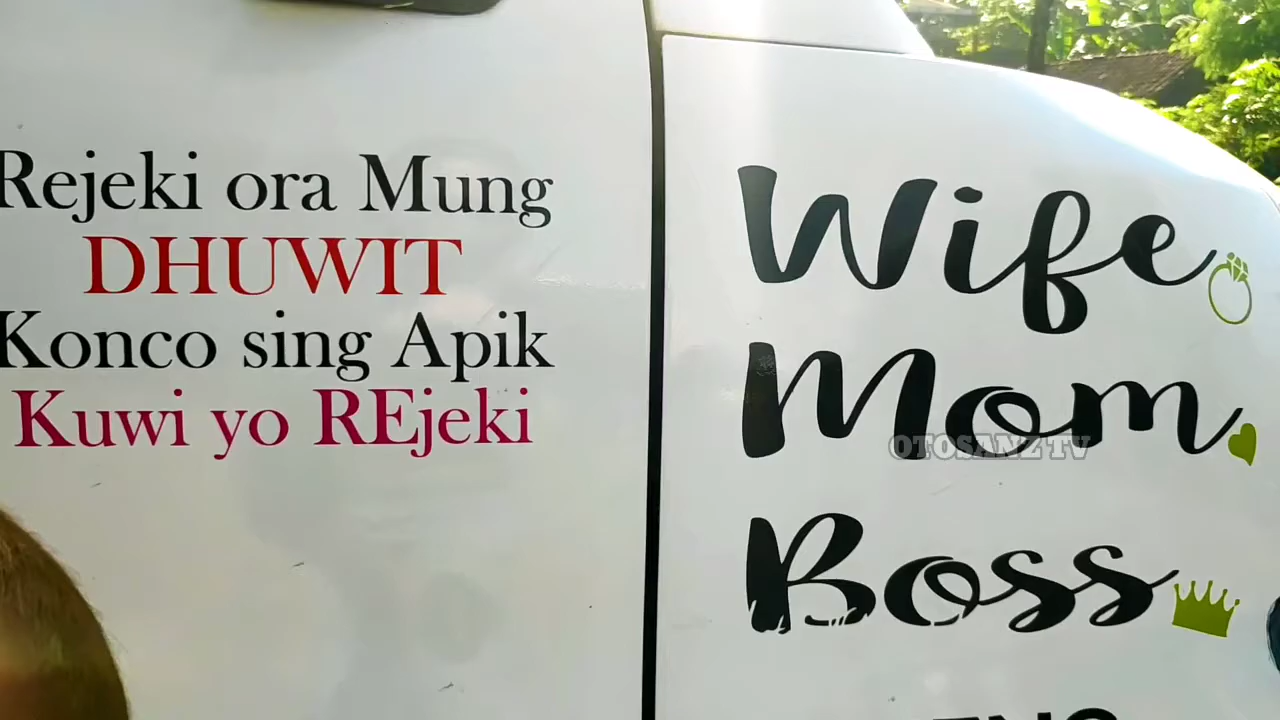 Rejeki ora Mung
DHUWIT
Konco sing Apik
Kuwi yo REjeki
Wife
Mom
Boss
OTOSANZ TV